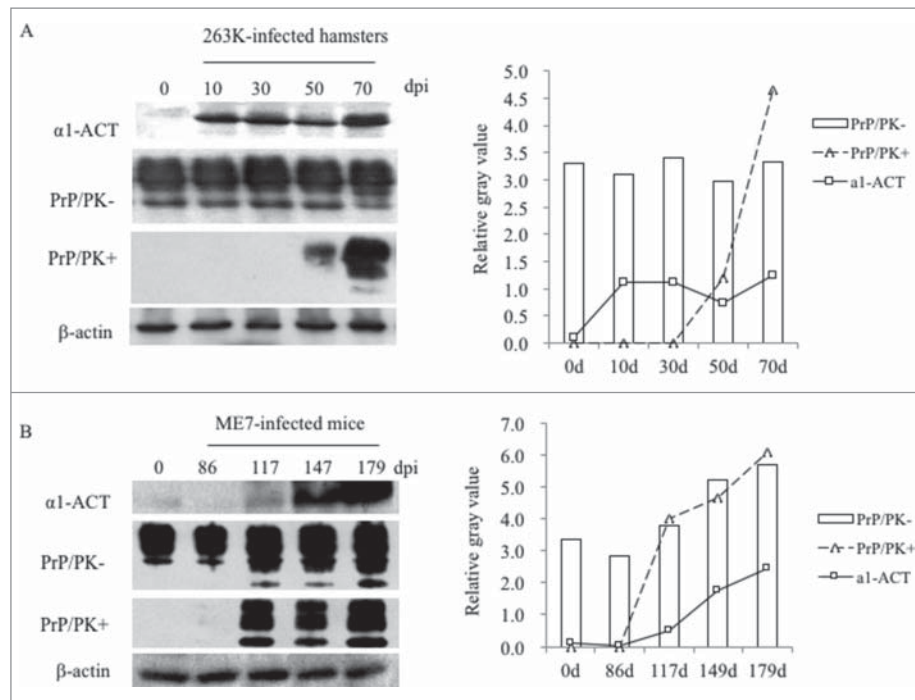 A
263K-infected hamsters
0 10 30 50 70 dpi
α1-ACT
PrP/PK-
PrP/PK+
β-actin
Relative gray value
5.0
4.5
4.0
3.5
3.0
2.5
2.0
1.5
1.0
0.5
0.0
0d 10d 30d 50d 70d
PrP/PK-
PrP/PK+
a1-ACT
B
ME7-infected mice
0 86 117 147 179 dpi
α1-ACT
PrP/PK-
PrP/PK+
β-actin
Relative gray value
7.0
6.0
5.0
4.0
3.0
2.0
1.0
0.0
0d 86d 117d 149d 179d
PrP/PK-
PrP/PK+
a1-ACT